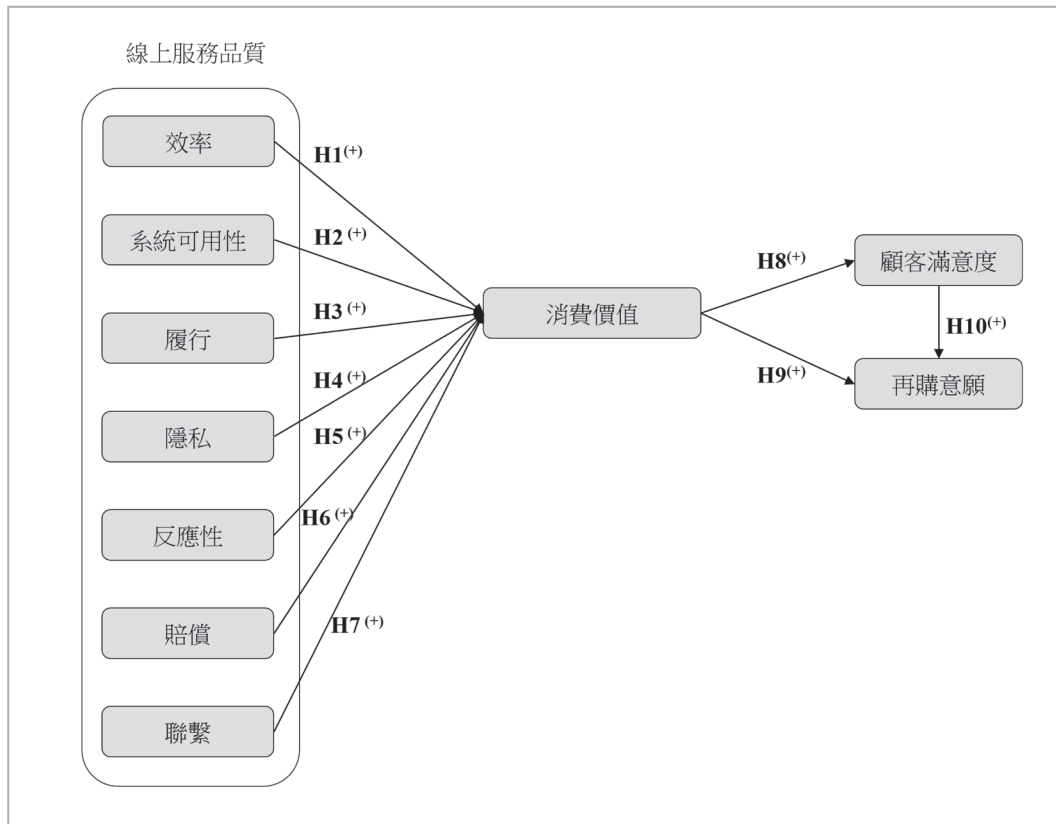 線上服務品質
效率
H1(+)
系統可用性
H2 (+)
履行
H3 (+)
隱私
H4 (+)
反應性
H5 (+)
賠償
H6 (+)
聯繫
H7 (+)
消費價值
H8(+)
顧客滿意度
H10(+)
H9(+)
再購意願